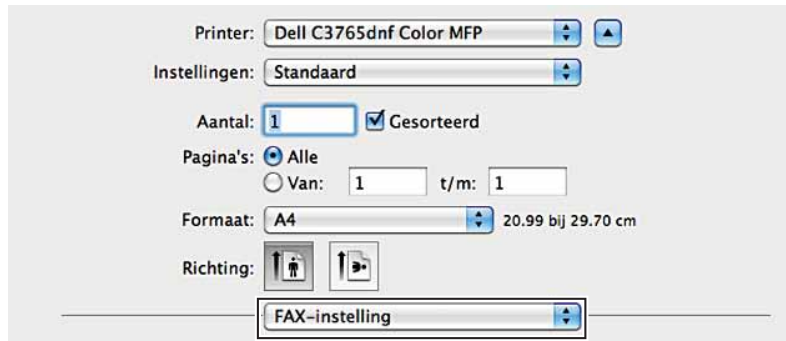 Printer: Dell C3765dnf Color MFP
Instellingen: Standaard
Aantal: 1 Gesorteerd
Pagina's: Alle
Van: 1 t/m: 1
Formaat: A4 20.99 bij 29.70 cm
Richting:
FAX-instelling